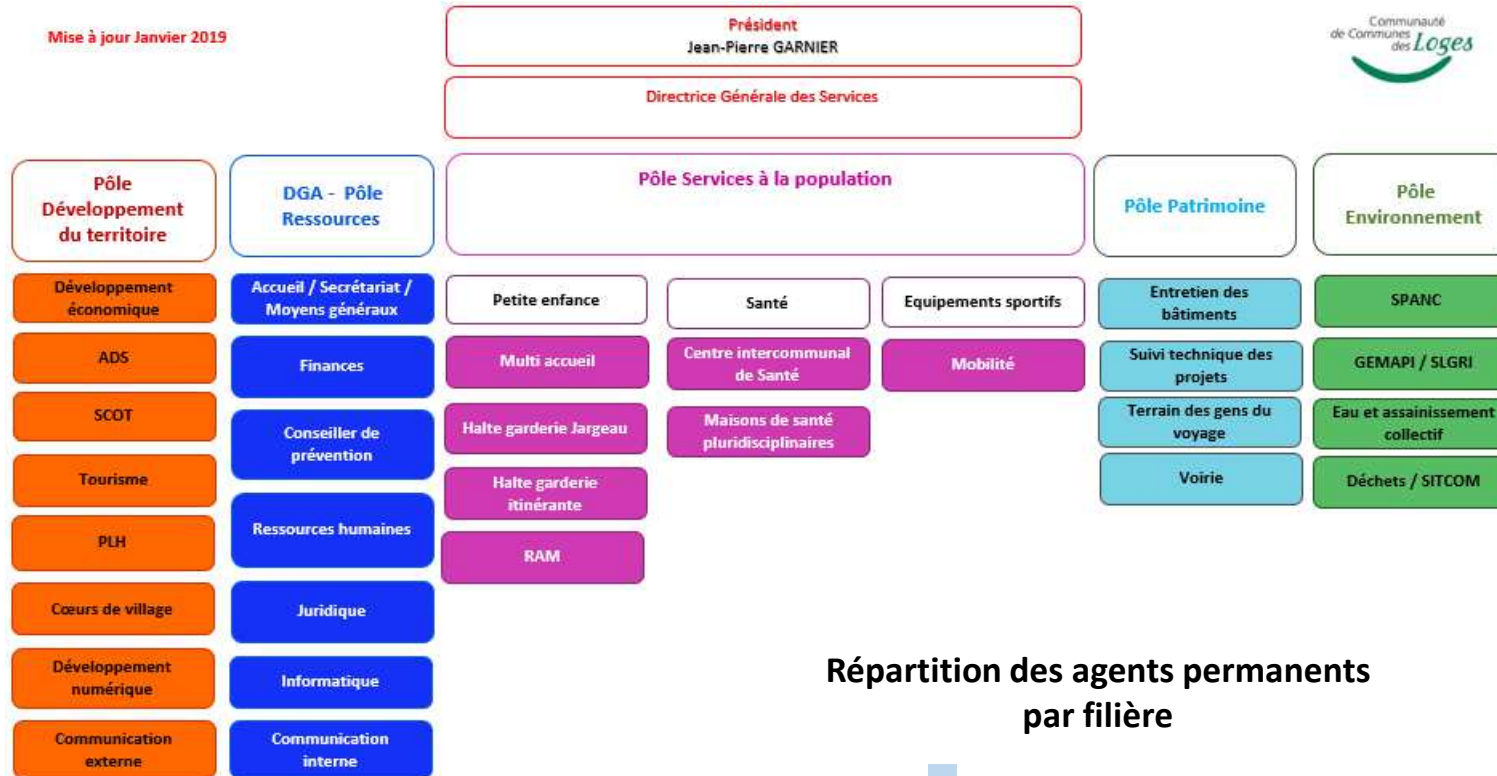 Mise à jour Janvier 2019
Président
Jean-Pierre GARNIER
Communauté
de Communes
des Loges
Directrice Générale des Services
Pôle
Développement
du territoire
Développement
économique
ADS
SCOT
Tourisme
PLH
Cœurs de village
Développement
numérique
Communication
externe
DGA - Pôle
Ressources
Accueil / Secrétariat /
Moyens généraux
Finances
Conseiller de
prévention
Ressources humaines
Juridique
Informatique
Communication
interne
Pôle Services à la population
Petite enfance
Multi accueil
Halte garderie Jargeau
Halte garderie
itinérante
RAM
Santé
Centre intercommunal
de Santé
Maisons de santé
pluridisciplinaires
Equipements sportifs
Mobilité
Pôle Patrimoine
Entretien des
bâtiments
Suivi technique des
projets
Terrain des gens du
voyage
Voirie
Pôle
Environnement
SPANC
GEMAPI / SLGRI
Eau et assainissement
collectif
Déchets / SITCOM
Répartition des agents permanents
par filière